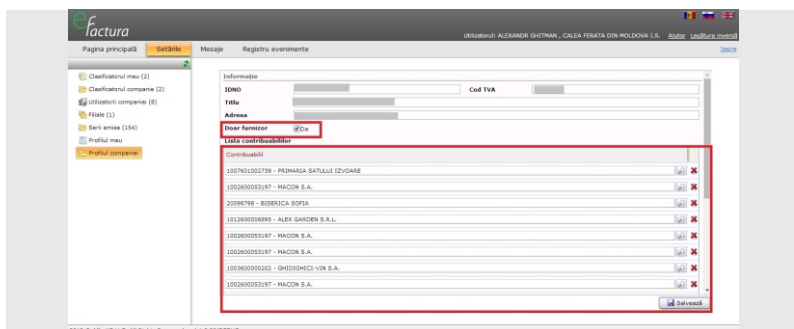 eFactura
Utilizatorul: ALEXANDR GHITMAN , CALEA FERATA DIN MOLDOVA I.S. Ajutor Legătura inversă
Pagina principală Setările Mesaje Registru evenimente Ieșire
Clasificatorul meu (2)
Clasificatorul companie (2)
Utilizatorii companiei (8)
Filiale (1)
Serii emise (154)
Profilul meu
Profilul companiei
Informație
IDNO Cod TVA
Titlu
Adresa
Doar furnizor Da
Lista contribuabililor
Contribuabili
1007601002739 - PRIMARIA SATULUI IZVOARE
1002600053197 - MACON S.A.
20098798 - BISERICA SOFIA
1012600006895 - ALEX GARDEN S.R.L.
1002600053197 - MACON S.A.
1002600053197 - MACON S.A.
1003600000202 - GHIDIGHICI-VIN S.A.
1002600053197 - MACON S.A.
Salvează